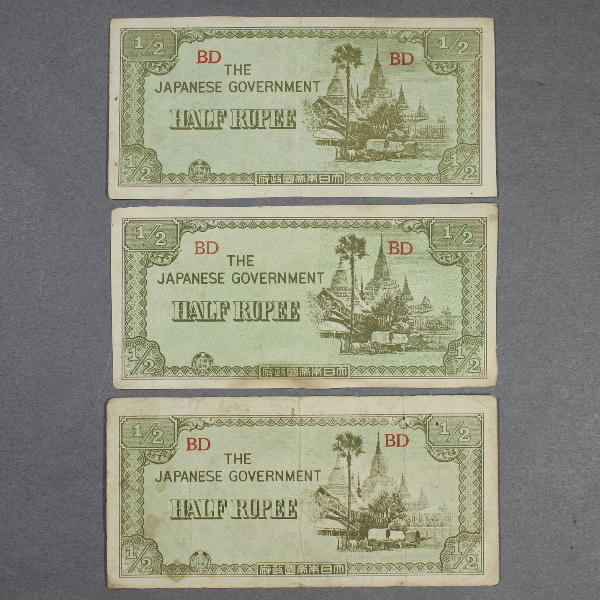 1/2 1/2
BD BD
THE
JAPANESE GOVERNMENT
HALF RUPEE
1/2 1/2
府政國帝本日大
1/2 1/2
BD BD
THE
JAPANESE GOVERNMENT
HALF RUPEE
1/2 1/2
府政國帝本日大
1/2 1/2
BD BD
THE
JAPANESE GOVERNMENT
HALF RUPEE
1/2 1/2
府政國帝本日大